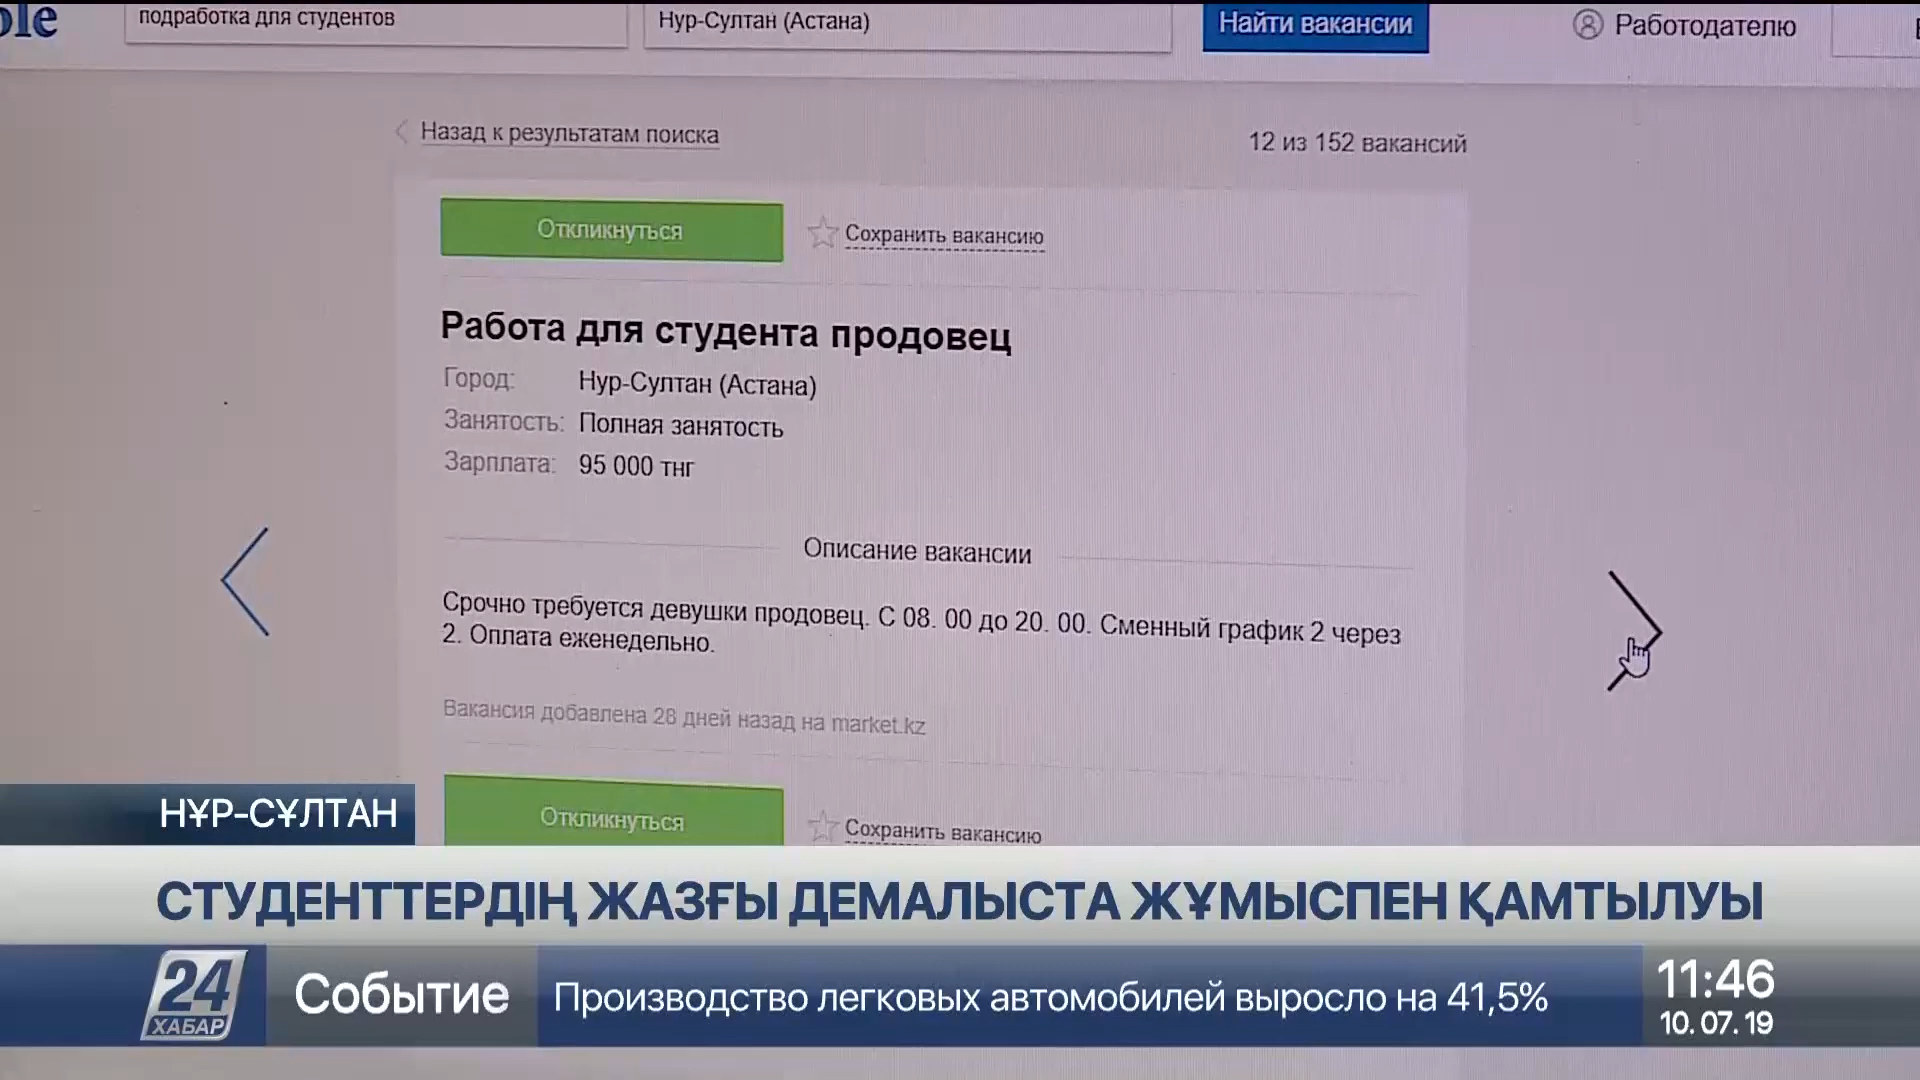 подработка для студентов
Нур-Султан (Астана)
Найти вакансии
Работодателю
Назад к результатам поиска
12 из 152 вакансий
Откликнуться
Сохранить вакансию
Работа для студента продовец
Город: Нур-Султан (Астана)
Занятость: Полная занятость
Зарплата: 95 000 тнг
Описание вакансии
Срочно требуется девушки продовец. С 08. 00 до 20. 00. Сменный график 2 через
2. Оплата еженедельно.
Вакансия добавлена 28 дней назад на market.kz
Откликнуться
Сохранить вакансию
НҰР-СҰЛТАН
СТУДЕНТТЕРДІҢ ЖАЗҒЫ ДЕМАЛЫСТА ЖҰМЫСПЕН ҚАМТЫЛУЫ
24
ХАБАР
Событие
Производство легковых автомобилей выросло на 41,5%
11:46
10. 07. 19